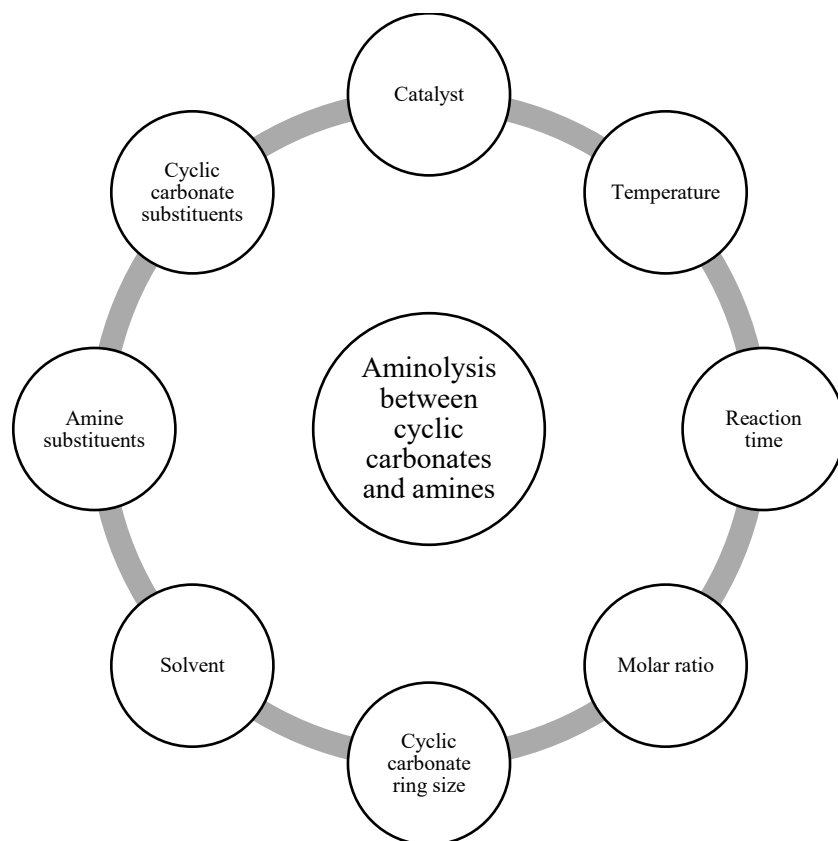 Catalyst
Temperature
Reaction
time
Molar ratio
Cyclic
carbonate
ring size
Solvent
Amine
substituents
Cyclic
carbonate
substituents
Aminolysis
between
cyclic
carbonates
and amines